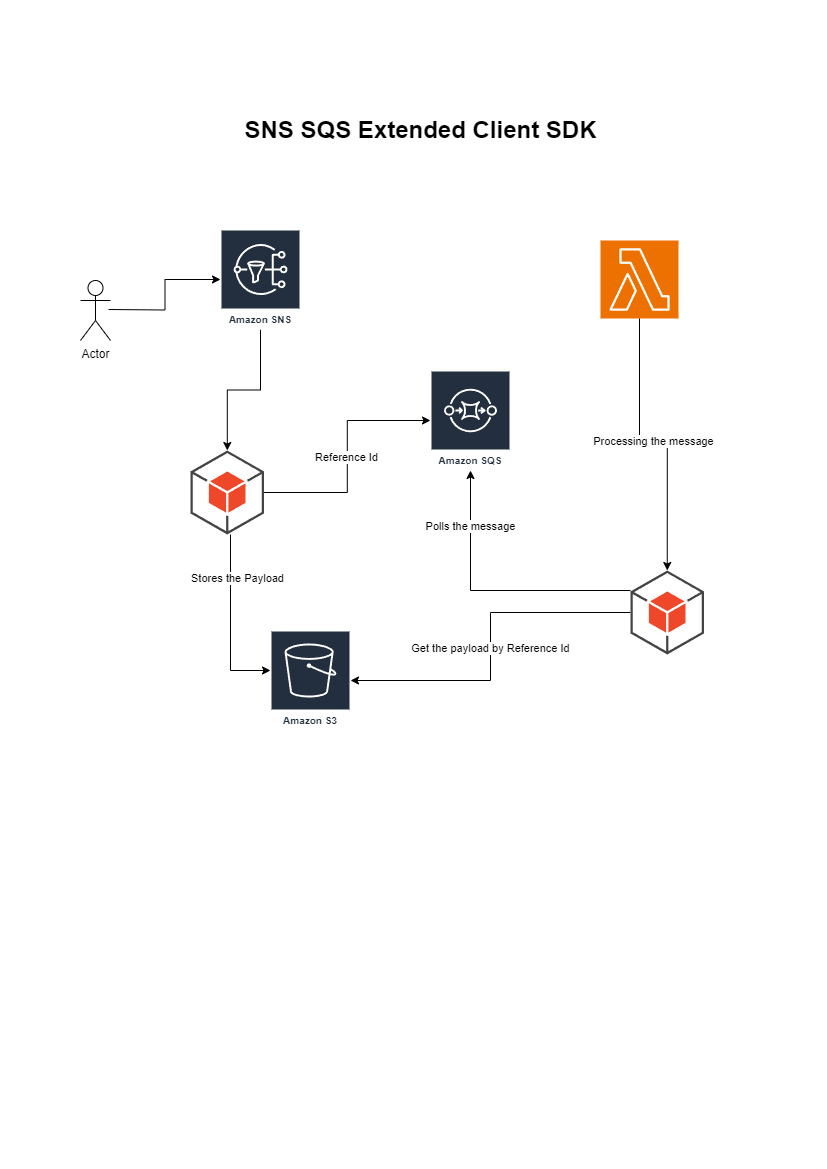 SNS SQS Extended Client SDK
Amazon SNS
Actor
Amazon SQS
Processing the message
Reference Id
Polls the message
Stores the Payload
Get the payload by Reference Id
Amazon S3